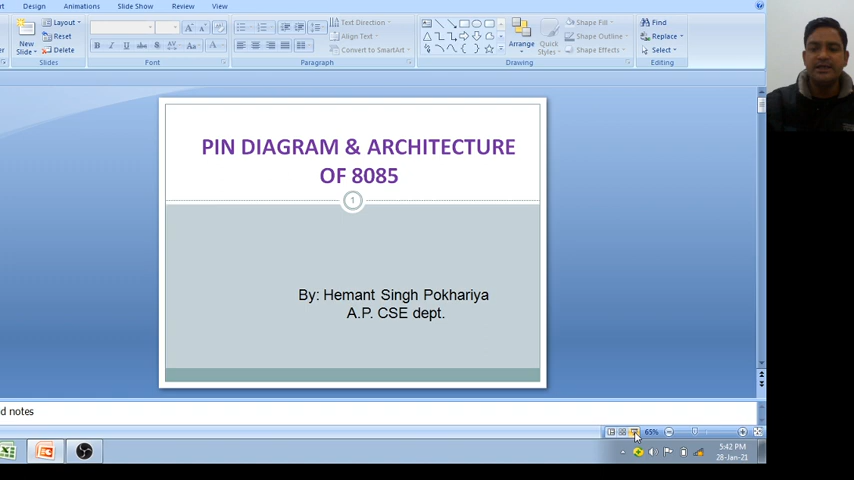 Design Animations Slide Show Review View
Layout Text Direction Shape Fill Find
New Slide Reset Align Text Arrange Quick Styles Shape Outline Replace
Delete Convert to SmartArt Shape Effects Select
Slides Font Paragraph Drawing Editing
PIN DIAGRAM & ARCHITECTURE
OF 8085
1
By: Hemant Singh Pokhariya
A.P. CSE dept.
d notes
65%
5:42 PM
28-Jan-21